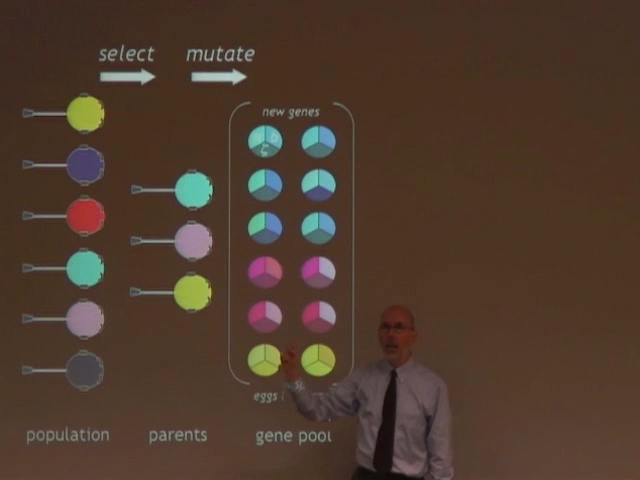 select
mutate
new genes
eggs
population
parents
gene pool